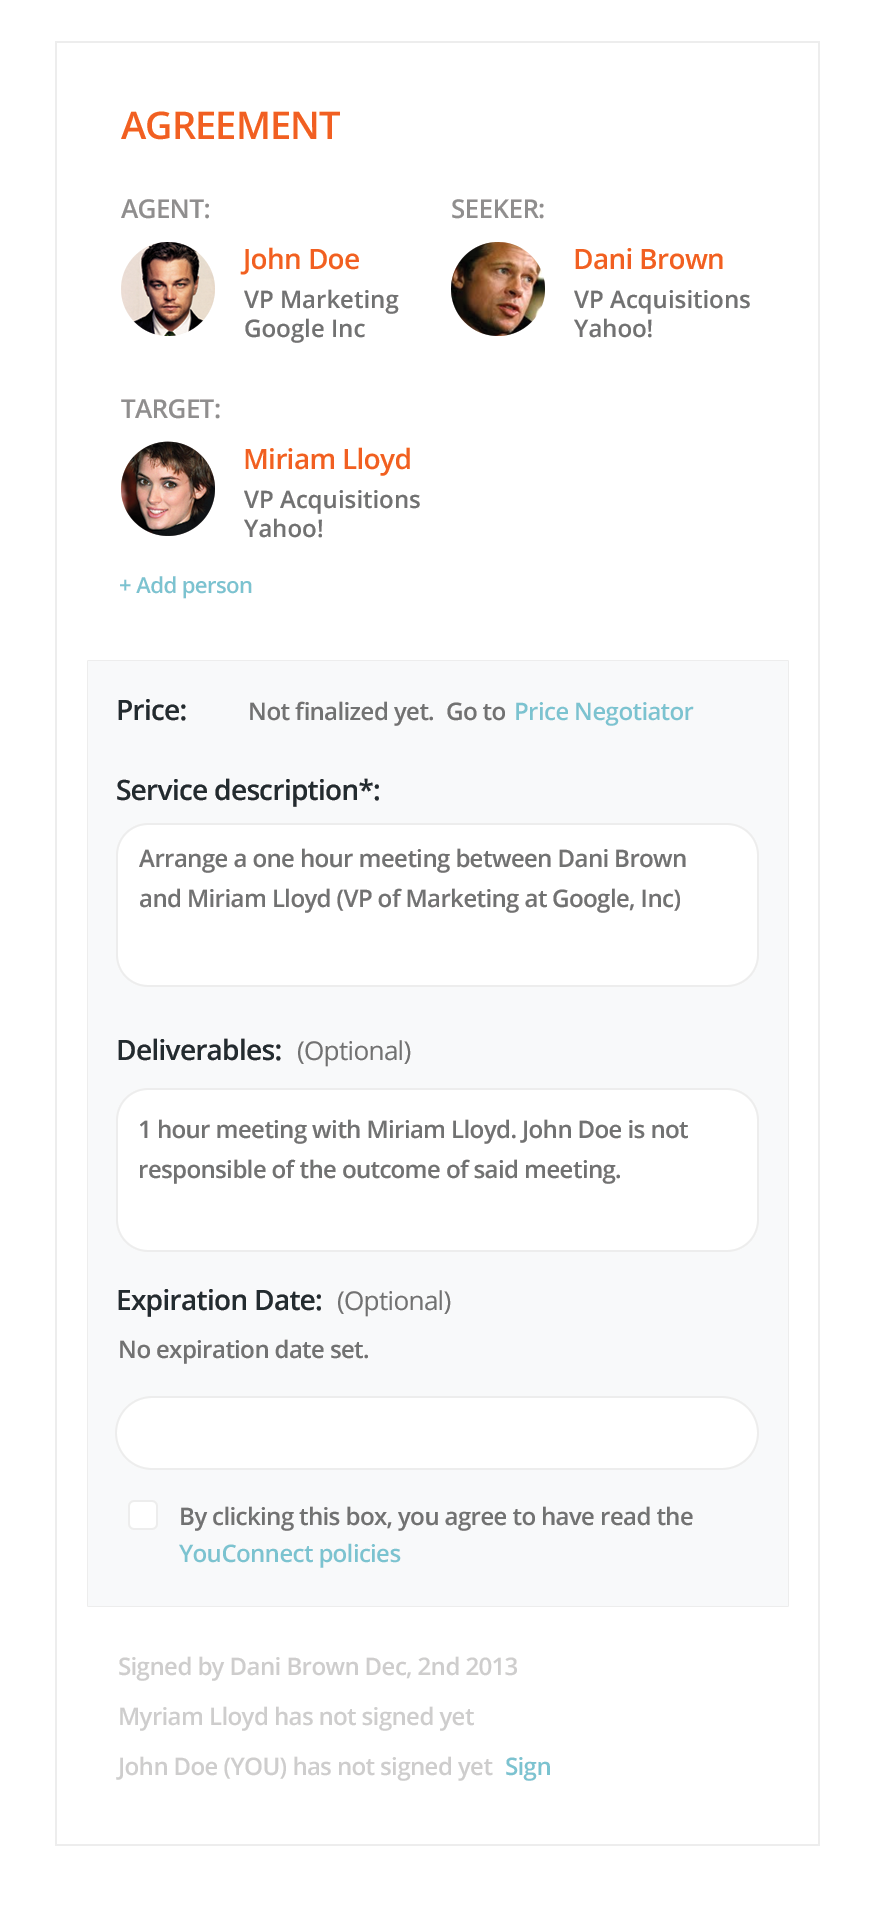 AGREEMENT
AGENT:
John Doe
VP Marketing
Google Inc
SEEKER:
Dani Brown
VP Acquisitions
Yahoo!
TARGET:
Miriam Lloyd
VP Acquisitions
Yahoo!
+ Add person
Price: Not finalized yet. Go to Price Negotiator
Service description*:
Arrange a one hour meeting between Dani Brown
and Miriam Lloyd (VP of Marketing at Google, Inc)
Deliverables: (Optional)
1 hour meeting with Miriam Lloyd. John Doe is not
responsible of the outcome of said meeting.
Expiration Date: (Optional)
No expiration date set.
By clicking this box, you agree to have read the
YouConnect policies
Signed by Dani Brown Dec, 2nd 2013
Myriam Lloyd has not signed yet
John Doe (YOU) has not signed yet Sign